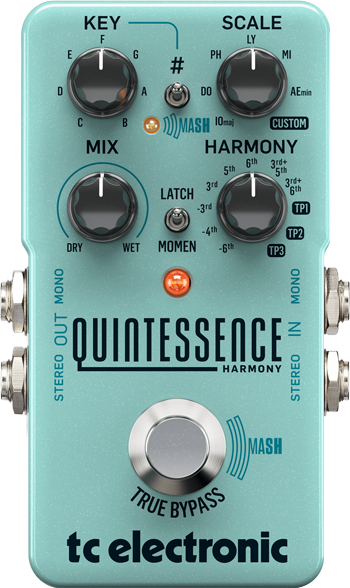 KEY
SCALE
F
E
G
D
A
C
B
#
MASH
LY
PH
MI
DO
AEmin
IOmaj
CUSTOM
MIX
HARMONY
DRY
WET
LATCH
MOMEN
6th
5th
3rd+
5th
3rd
3rd+
6th
-3rd
TP1
-4th
TP2
-6th
TP3
STEREO OUT MONO
STEREO IN MONO
QUINTESSENCE
HARMONY
MASH
TRUE BYPASS
tc electronic